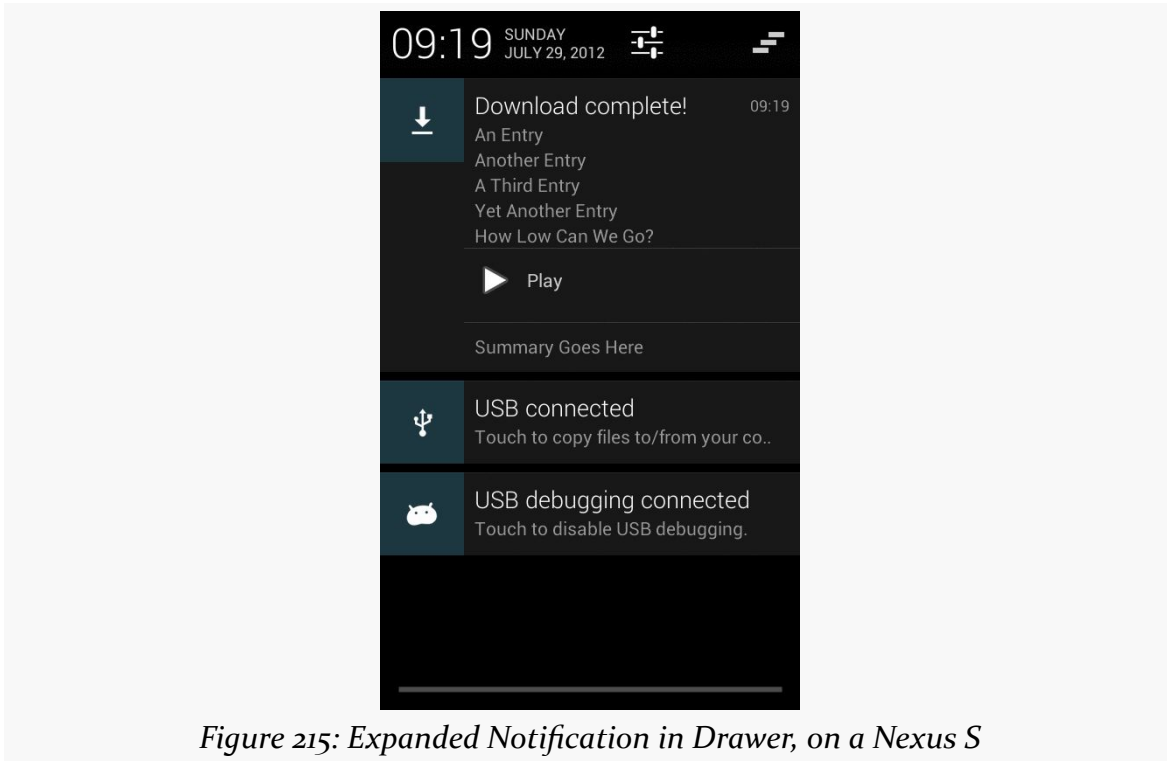 09:19 SUNDAY
JULY 29, 2012
Download complete! 09:19
An Entry
Another Entry
A Third Entry
Yet Another Entry
How Low Can We Go?
Play
Summary Goes Here
USB connected
Touch to copy files to/from your co..
USB debugging connected
Touch to disable USB debugging.
Figure 215: Expanded Notification in Drawer, on a Nexus S